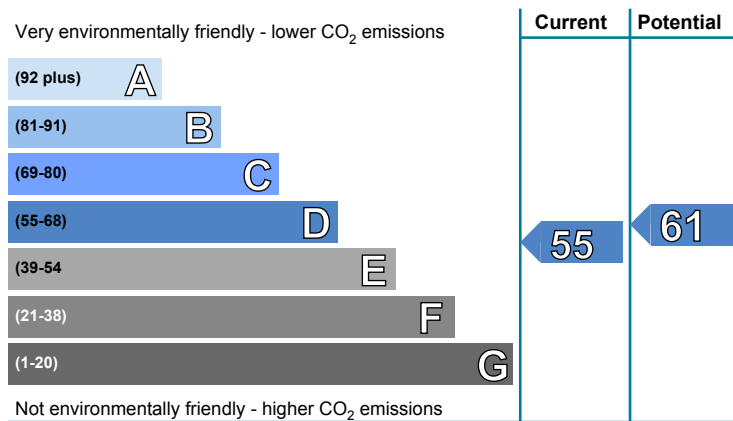 Very environmentally friendly - lower CO2 emissions
Current
Potential
(92 plus) A
(81-91) B
(69-80) C
(55-68) D
(39-54 E
(21-38) F
(1-20) G
55
61
Not environmentally friendly - higher CO2 emissions